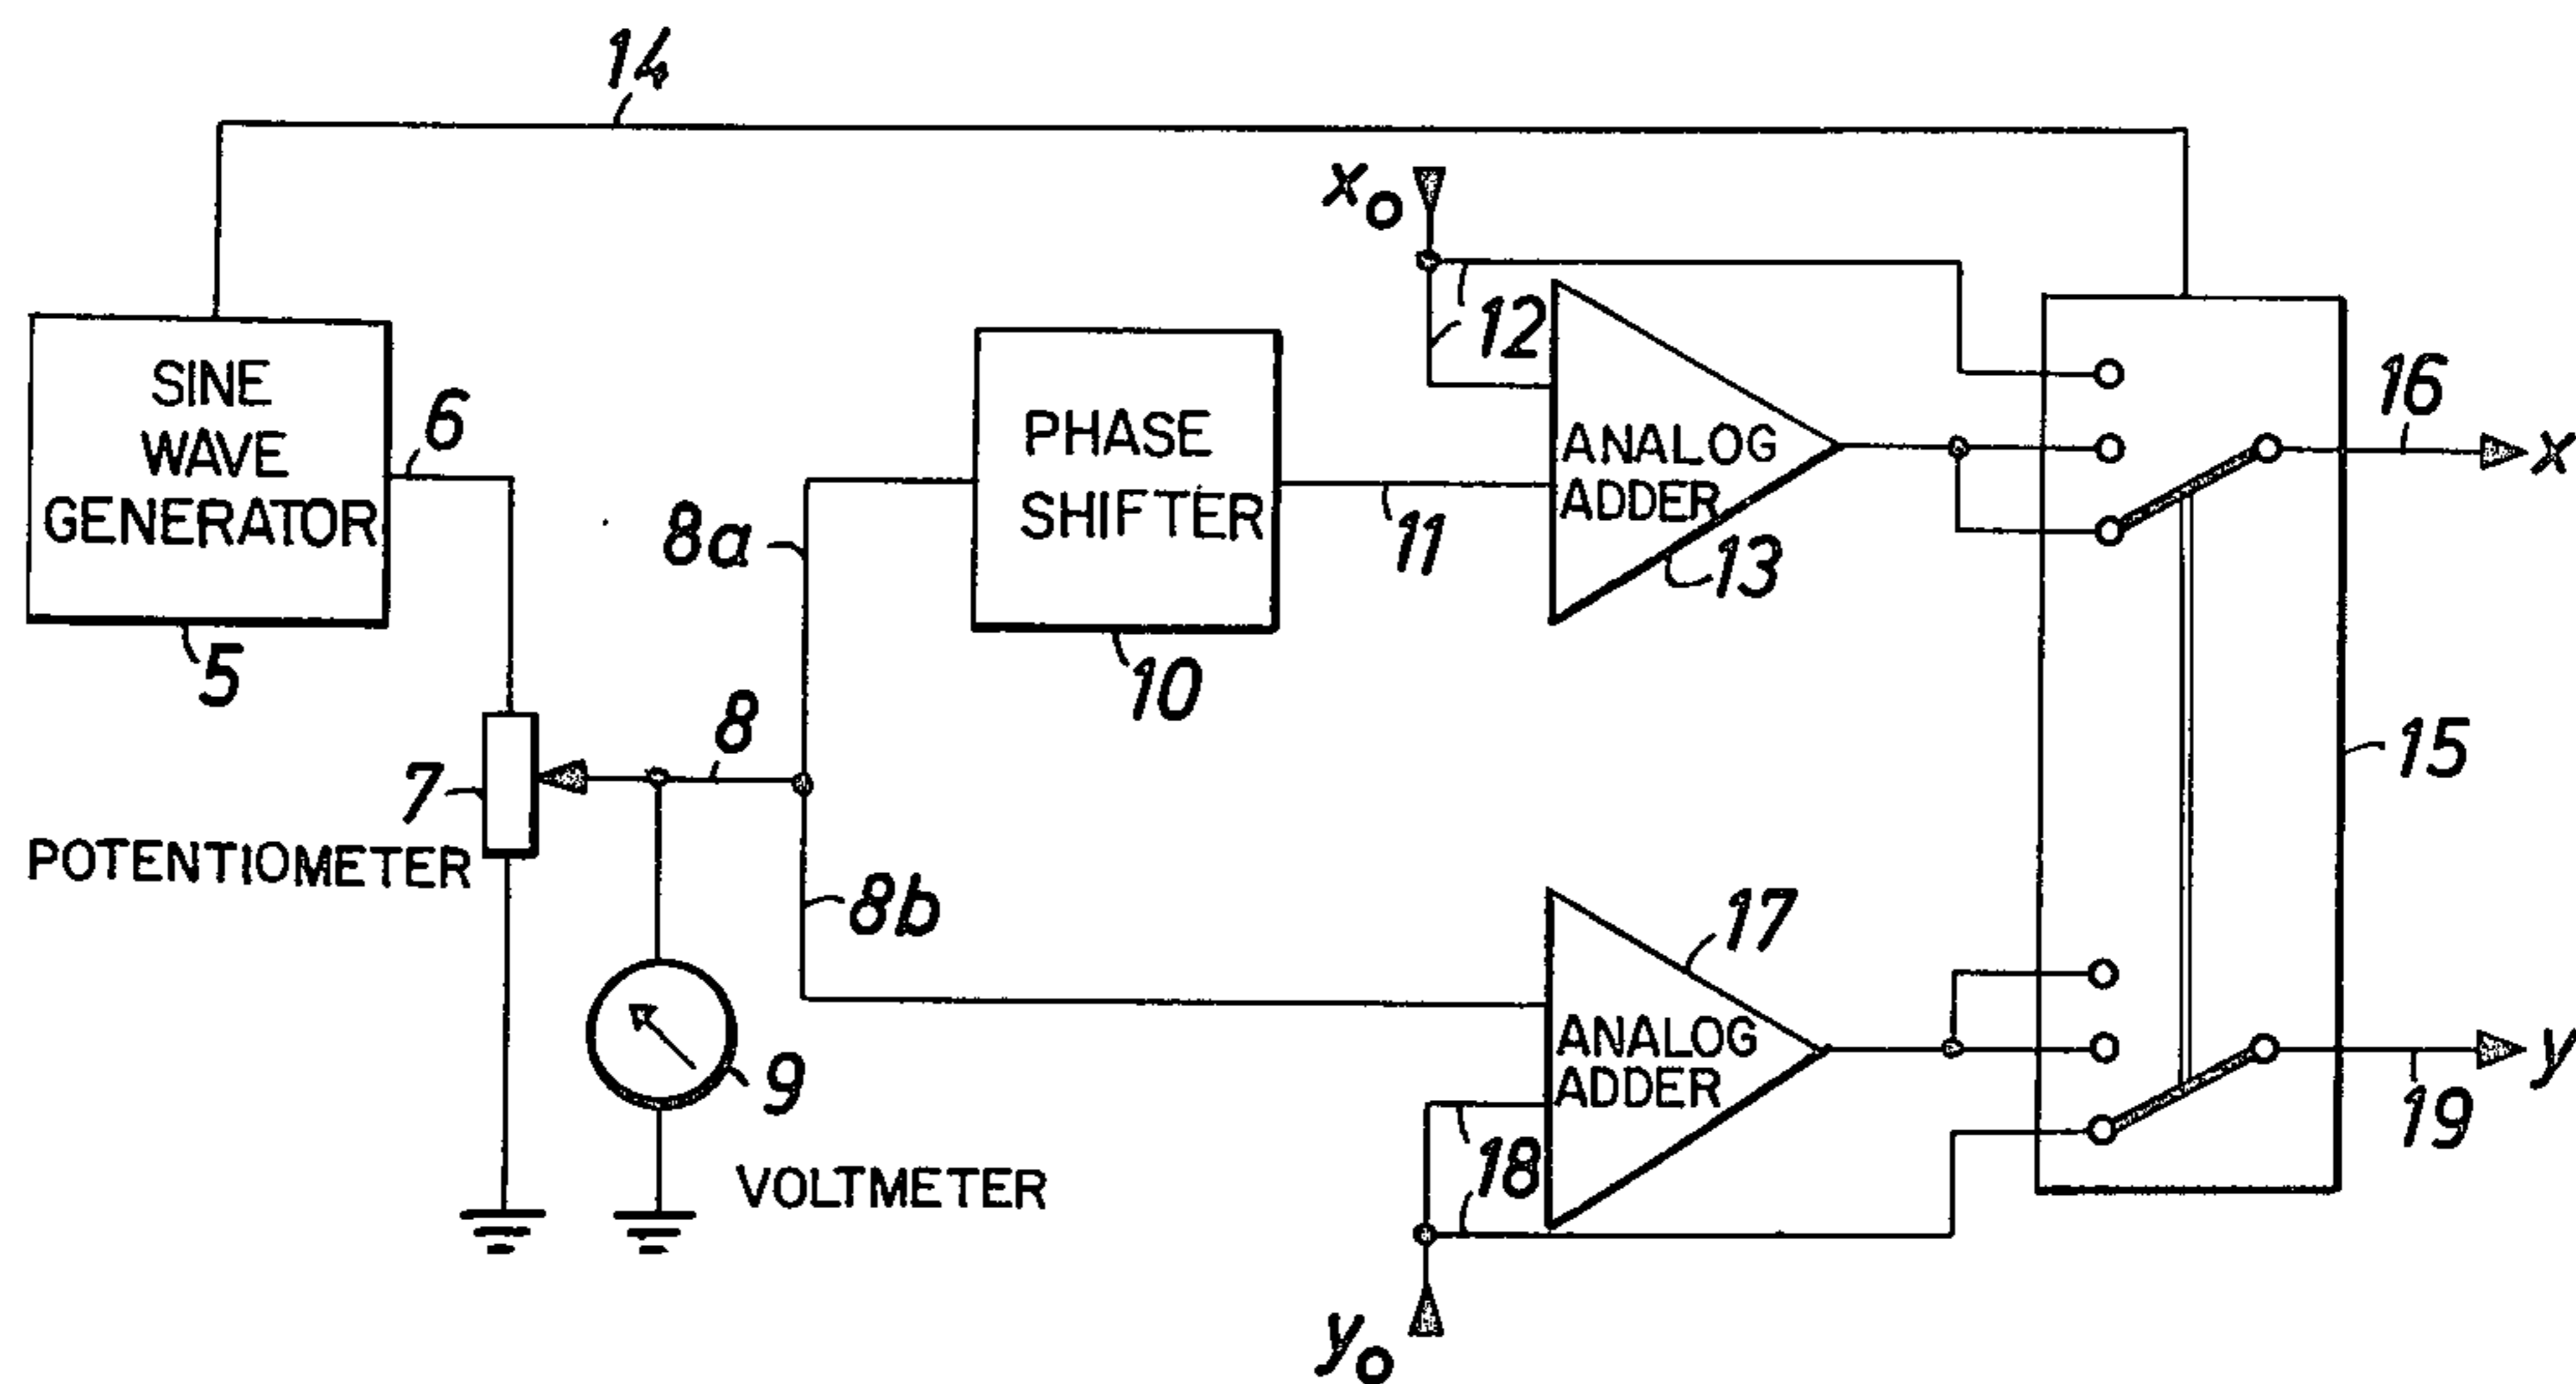 14
x₀
SINE
WAVE
GENERATOR
6
5
8a
PHASE
SHIFTER
10
11
12
ANALOG
ADDER
13
16
x
15
7
POTENTIOMETER
8
8b
9
VOLTMETER
17
ANALOG
ADDER
18
y₀
19
y